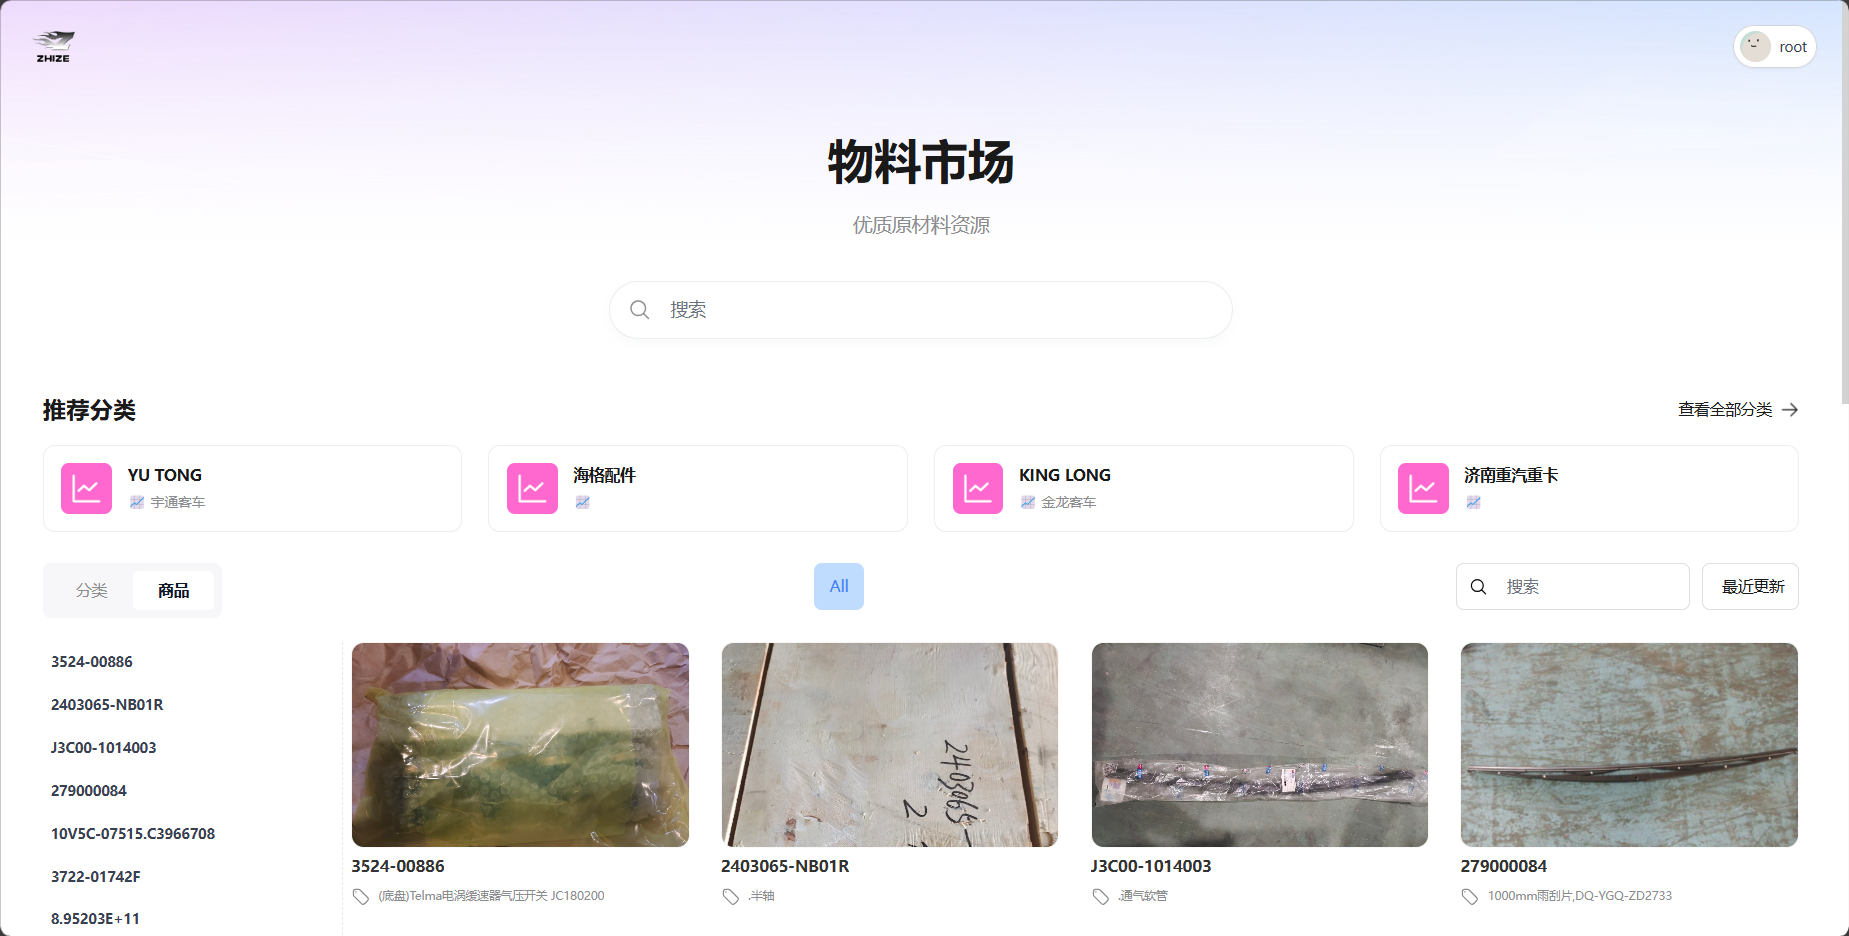 ZHIZE
root
物料市场
优质原材料资源
搜索
推荐分类
查看全部分类
YU TONG
宇通客车
海格配件
KING LONG
金龙客车
济南重汽重卡
分类
商品
All
搜索
最近更新
3524-00886
2403065-NB01R
J3C00-1014003
279000084
10V5C-07515.C3966708
3722-01742F
8.95203E+11
2403065-
2
3524-00886
(底盘)Telma电涡缓速器气压开关 JC180200
2403065-NB01R
.半轴
J3C00-1014003
.通气软管
279000084
1000mm雨刮片,DQ-YGQ-ZD2733